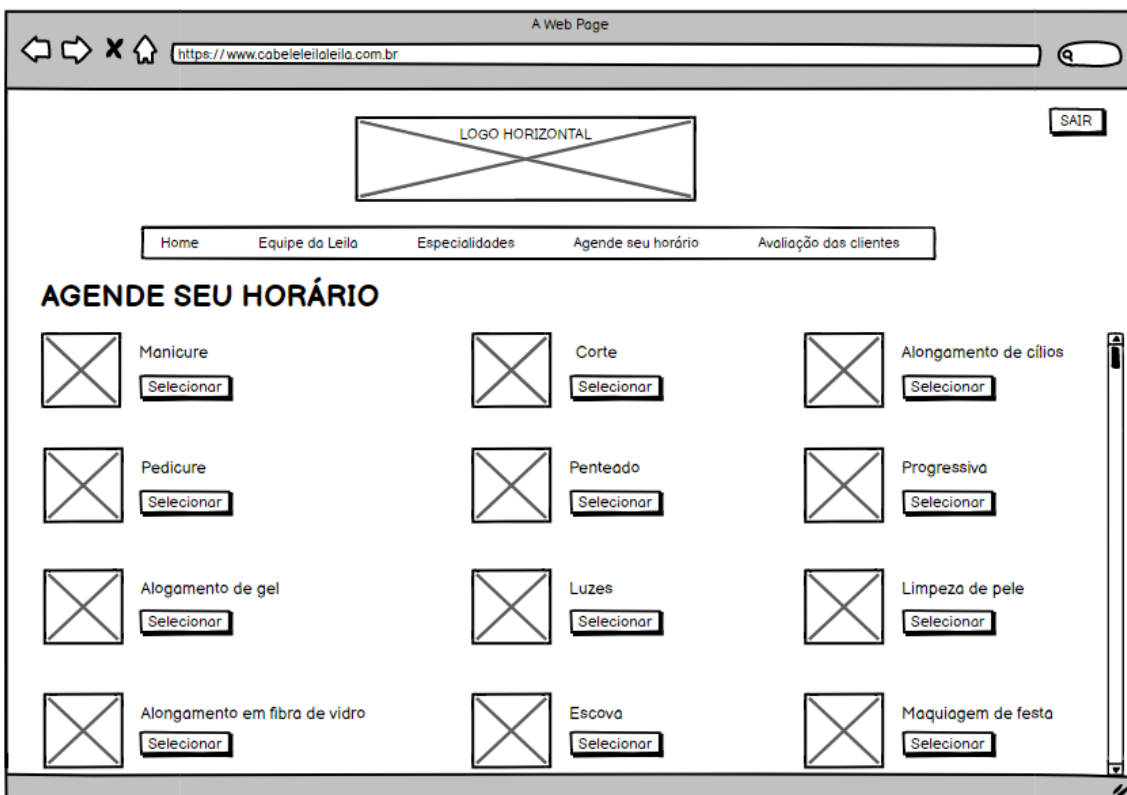 A Web Page
https://www.cabeleleilaleila.com.br
SAIR
LOGO HORIZONTAL
Home Equipe da Leila Especialidades Agende seu horário Avaliação das clientes
AGENDE SEU HORÁRIO
Manicure Corte Alongamento de cílios
Selecionar Selecionar Selecionar
Pedicure Penteado Progressiva
Selecionar Selecionar Selecionar
Alogamento de gel Luzes Limpeza de pele
Selecionar Selecionar Selecionar
Alongamento em fibra de vidro Escova Maquiagem de festa
Selecionar Selecionar Selecionar